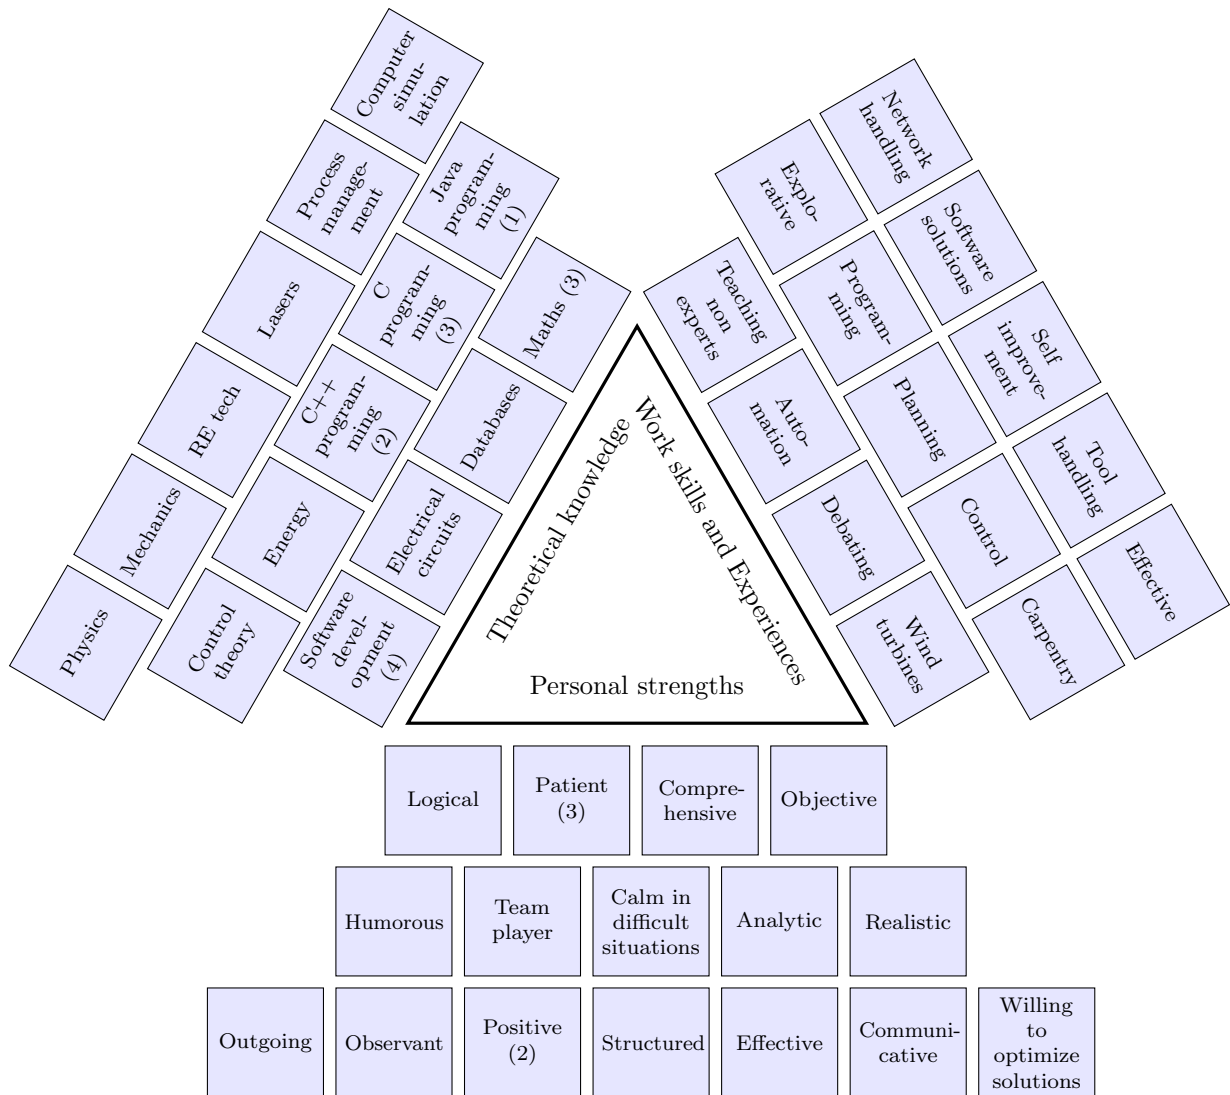 Computer
simu-
lation
Process
manage-
ment
Java
program-
ming
(1)
Lasers
C
program-
ming
(3)
Maths (3)
RE tech
C++
program-
ming
(2)
Databases
Mechanics
Energy
Electrical
circuits
Physics
Control
theory
Software
devel-
opment
(4)
Theoretical knowledge
Work skills and Experiences
Personal strengths
Network
handling
Explo-
rative
Software
solutions
Teaching
non
experts
Program-
ming
Self
improve-
ment
Auto-
mation
Planning
Tool
handling
Debating
Control
Effective
Wind
turbines
Carpentry
Logical
Patient
(3)
Compre-
hensive
Objective
Humorous
Team
player
Calm in
difficult
situations
Analytic
Realistic
Outgoing
Observant
Positive
(2)
Structured
Effective
Communi-
cative
Willing
to
optimize
solutions